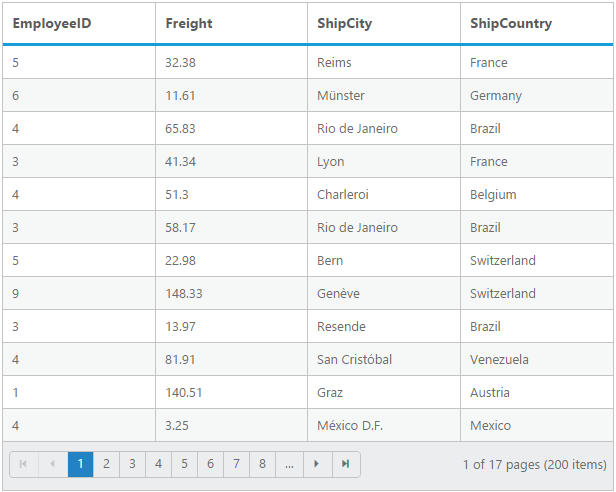 EmployeeID Freight ShipCity ShipCountry
5 32.38 Reims France
6 11.61 Münster Germany
4 65.83 Rio de Janeiro Brazil
3 41.34 Lyon France
4 51.3 Charleroi Belgium
3 58.17 Rio de Janeiro Brazil
5 22.98 Bern Switzerland
9 148.33 Genève Switzerland
3 13.97 Resende Brazil
4 81.91 San Cristóbal Venezuela
1 140.51 Graz Austria
4 3.25 México D.F. Mexico
1 2 3 4 5 6 7 8 ... 1 of 17 pages (200 items)